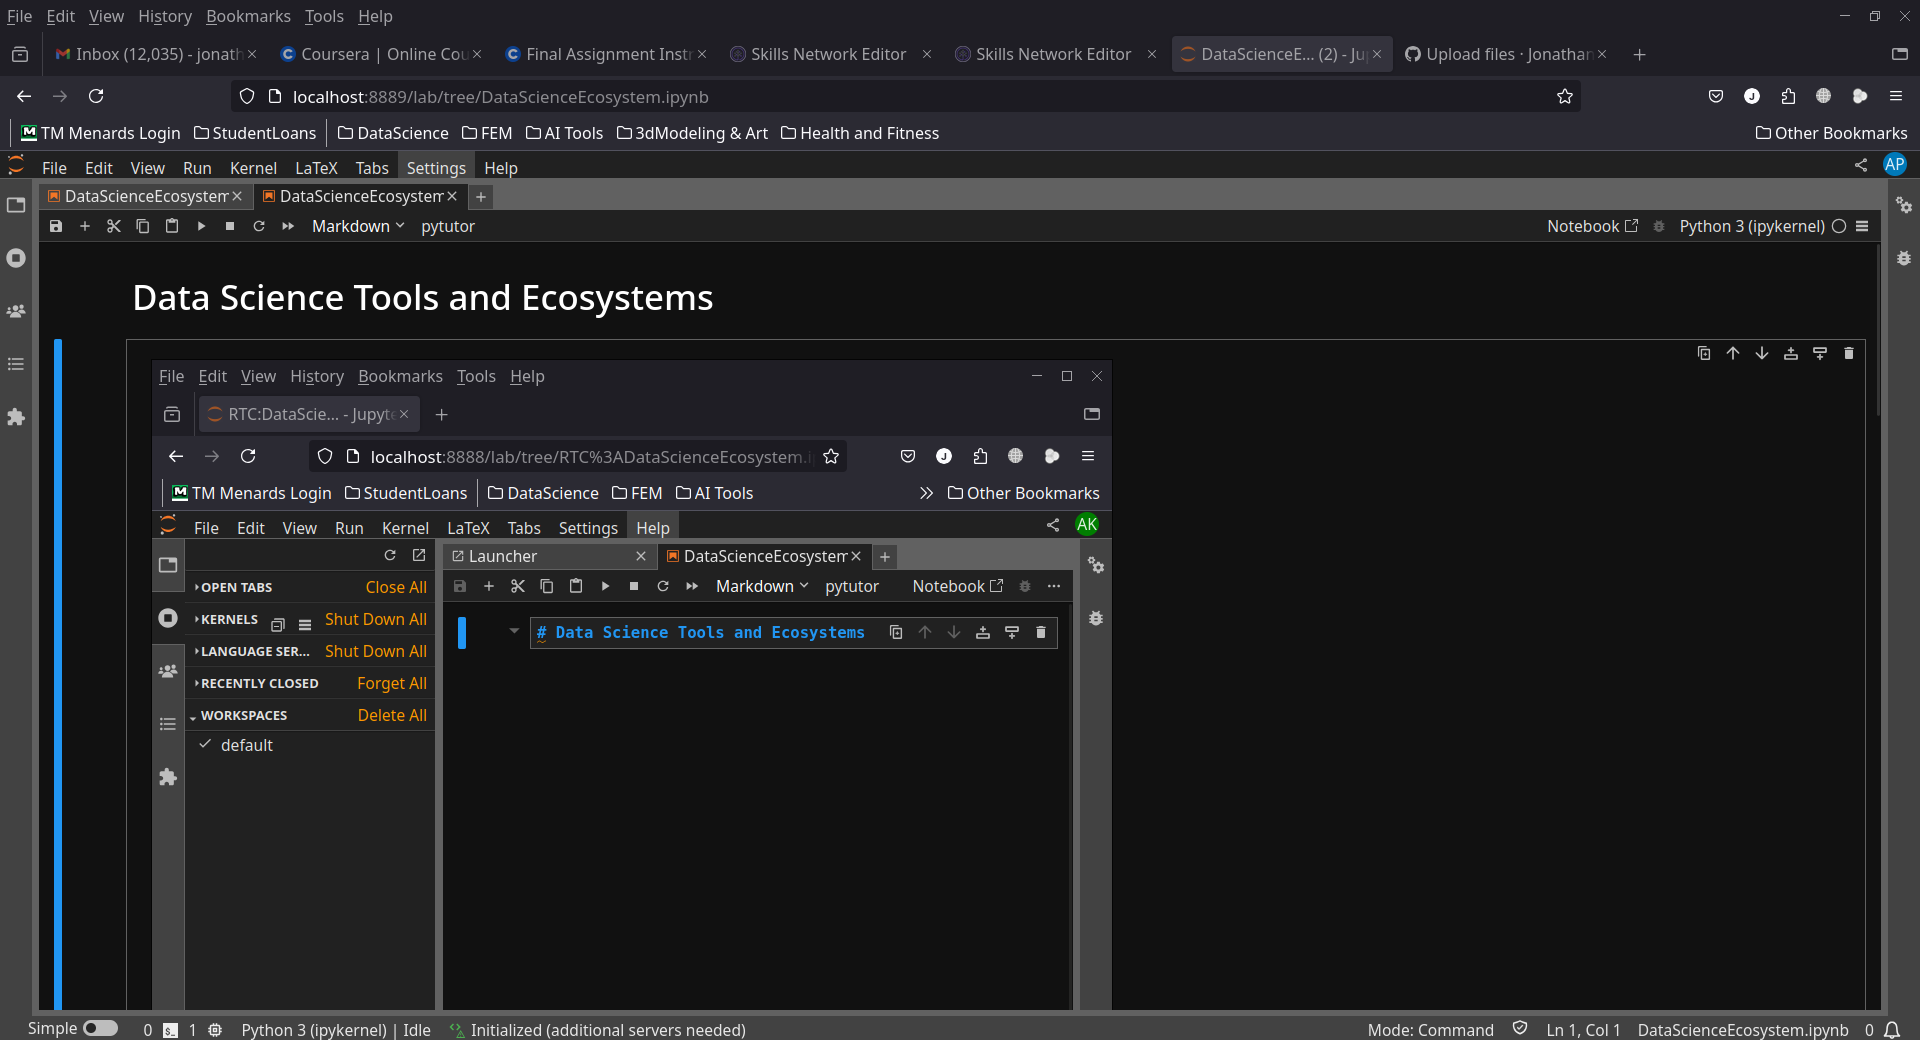 File Edit View History Bookmarks Tools Help
Inbox (12,035) - jonath Coursera | Online Cou Final Assignment Instr Skills Network Editor Skills Network Editor DataScienceE... (2) - Ju Upload files · Jonathan
localhost:8889/lab/tree/DataScienceEcosystem.ipynb J
TM Menards Login StudentLoans DataScience FEM AI Tools 3dModeling & Art Health and Fitness Other Bookmarks
File Edit View Run Kernel LaTeX Tabs Settings Help AP
DataScienceEcosystem DataScienceEcosystem
Markdown pytutor Notebook Python 3 (ipykernel)
Data Science Tools and Ecosystems
File Edit View History Bookmarks Tools Help
RTC:DataScie... - Jupyte
localhost:8888/lab/tree/RTC%3ADataScienceEcosystem.i J
TM Menards Login StudentLoans DataScience FEM AI Tools Other Bookmarks
File Edit View Run Kernel LaTeX Tabs Settings Help AK
Launcher DataScienceEcosystem
OPEN TABS Close All
Markdown pytutor Notebook
KERNELS Shut Down All
# Data Science Tools and Ecosystems
LANGUAGE SER... Shut Down All
RECENTLY CLOSED Forget All
WORKSPACES Delete All
default
Simple 0 1 Python 3 (ipykernel) | Idle Initialized (additional servers needed) Mode: Command Ln 1, Col 1 DataScienceEcosystem.ipynb 0